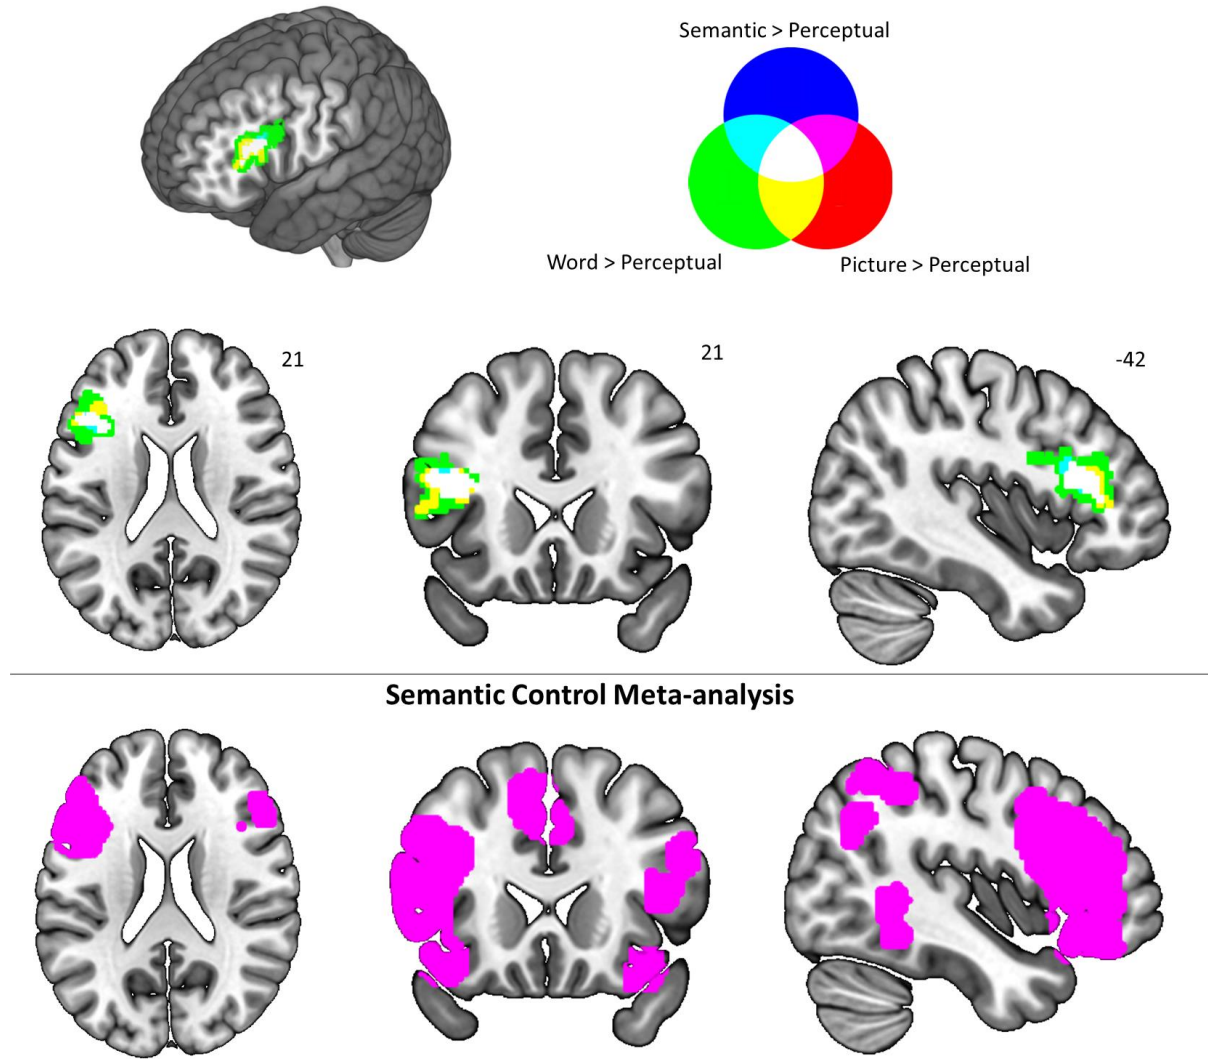 Semantic > Perceptual
Word > Perceptual
Picture > Perceptual
21
21
-42
Semantic Control Meta-analysis